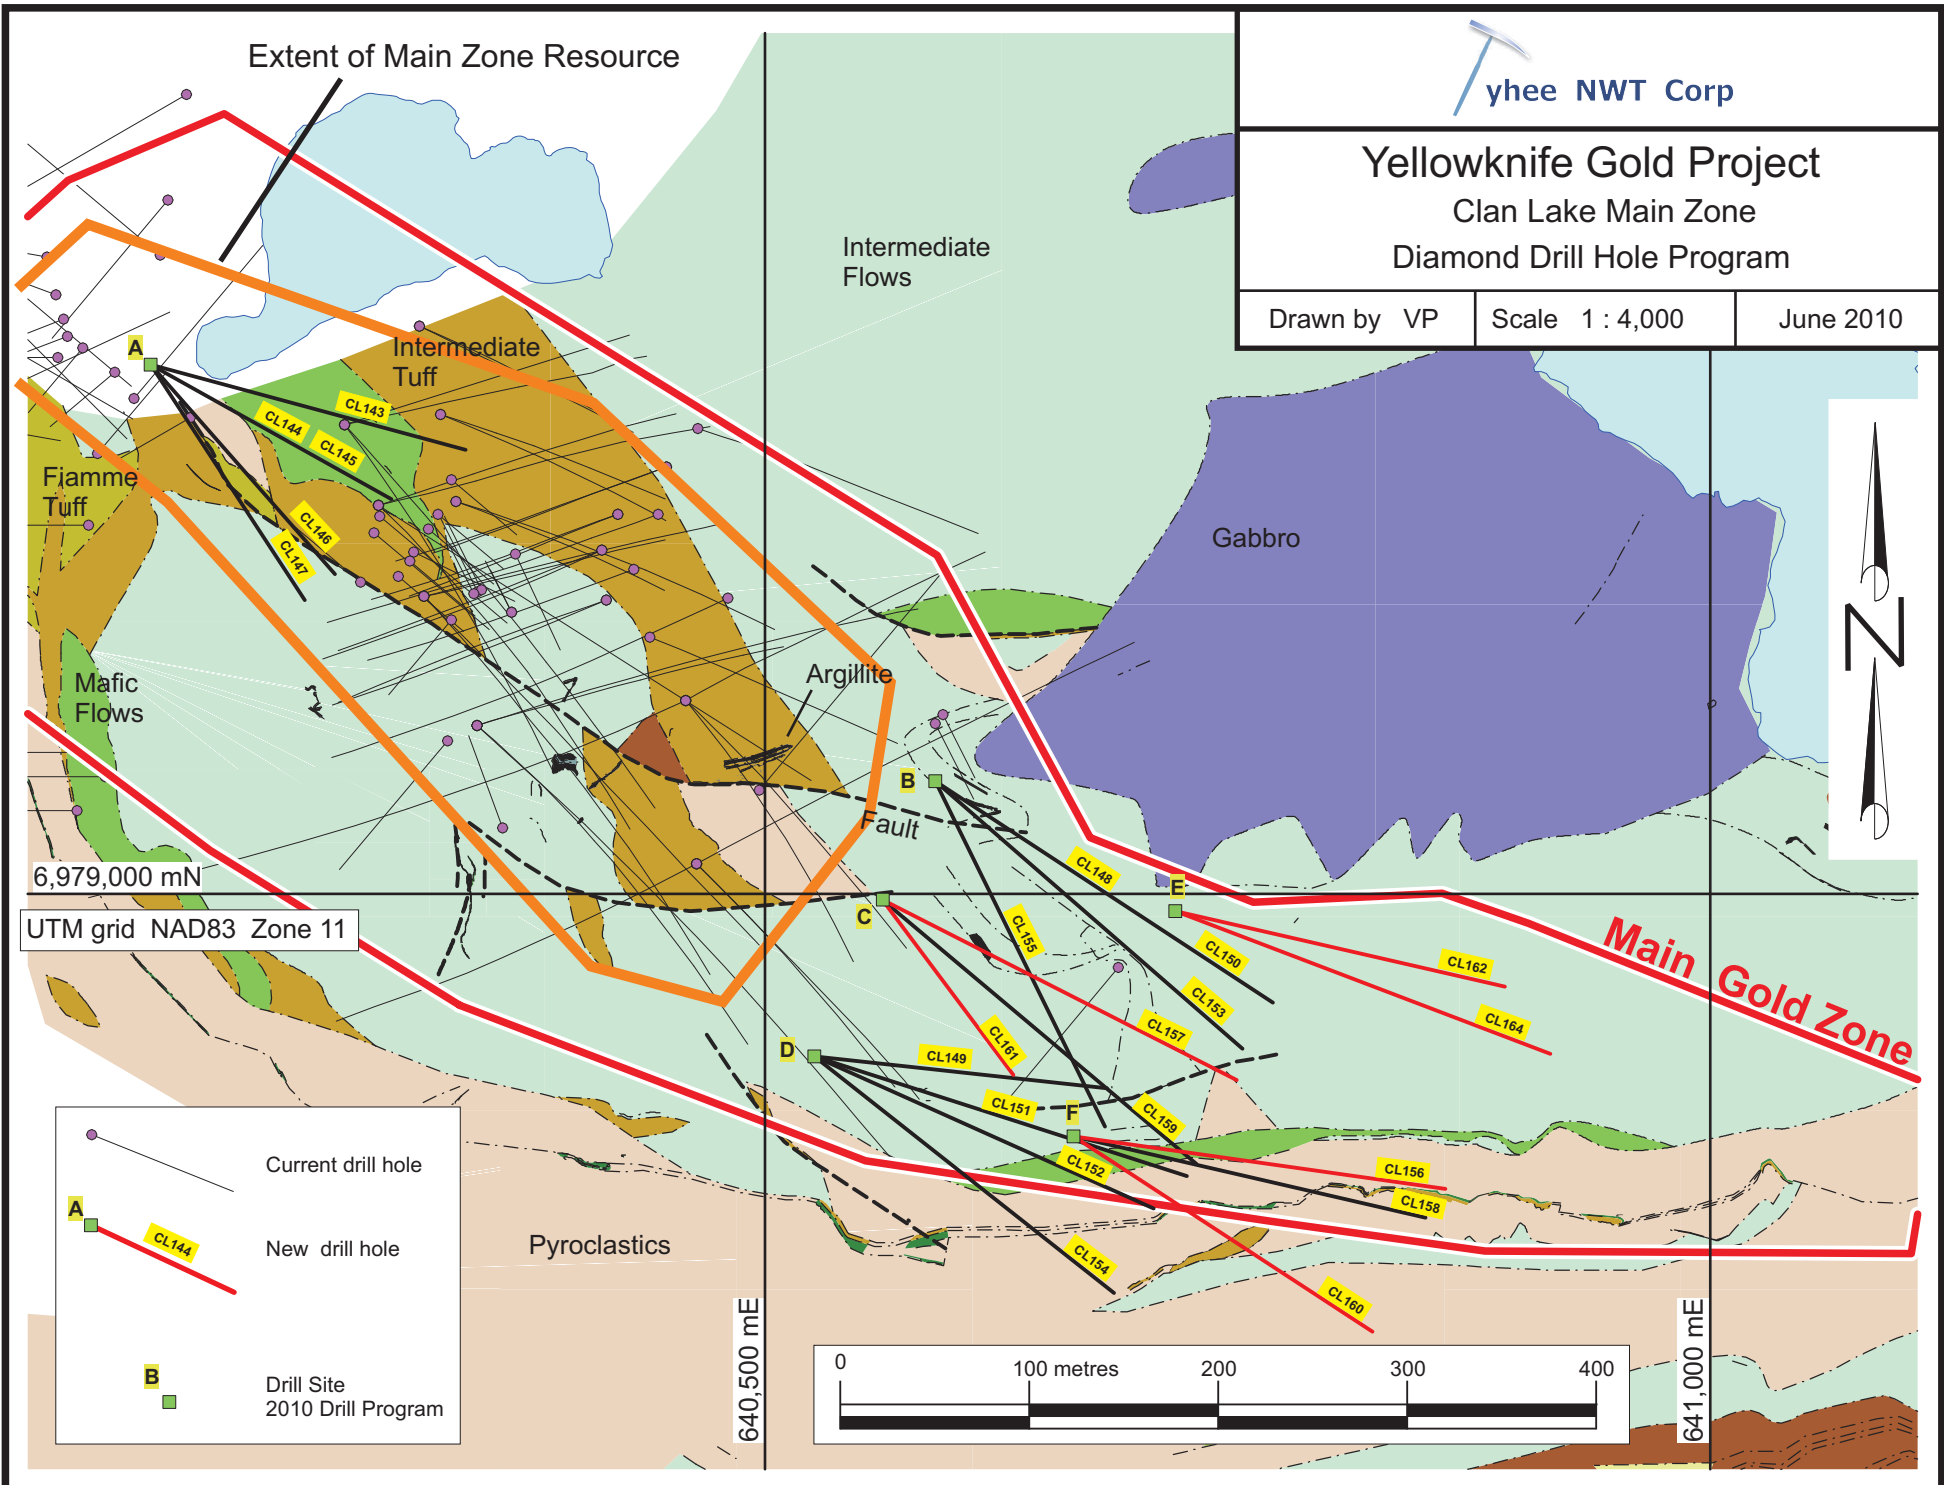 Extent of Main Zone Resource
yhee NWT Corp
Yellowknife Gold Project
Clan Lake Main Zone
Diamond Drill Hole Program
Drawn by VP
Scale 1 : 4,000
June 2010
Intermediate
Flows
A
Intermediate
Tuff
CL143
CL144
CL145
Fiamme
Tuff
CL146
CL147
Gabbro
N
Mafic
Flows
Argillite
B
Fault
6,979,000 mN
UTM grid NAD83 Zone 11
CL148
E
C
CL155
CL150
CL162
Main Gold Zone
CL153
CL164
CL157
CL161
D
CL149
CL151
F
CL159
CL152
CL156
CL158
Pyroclastics
CL154
CL160
Current drill hole
A
CL144
New drill hole
B
Drill Site
2010 Drill Program
640,500 mE
641,000 mE
0 100 metres 200 300 400